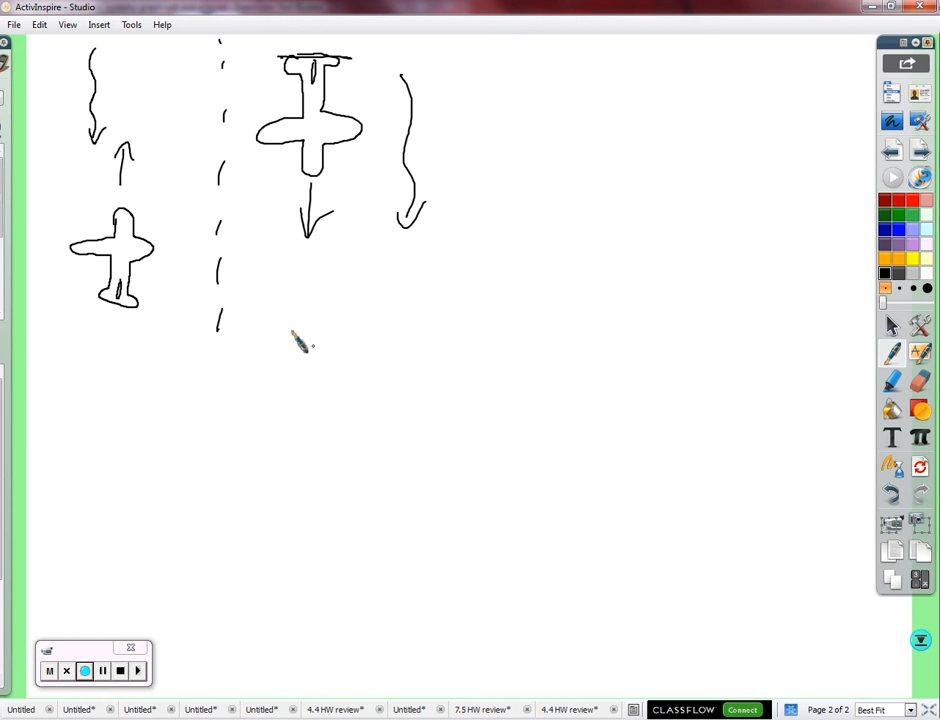 ActivInspire - Studio
File Edit View Insert Tools Help
M
Untitled Untitled* Untitled* Untitled* Untitled* 4.4 HW review* Untitled* 7.5 HW review* 4.4 HW review* CLASSFLOW Connect Page 2 of 2 Best Fit